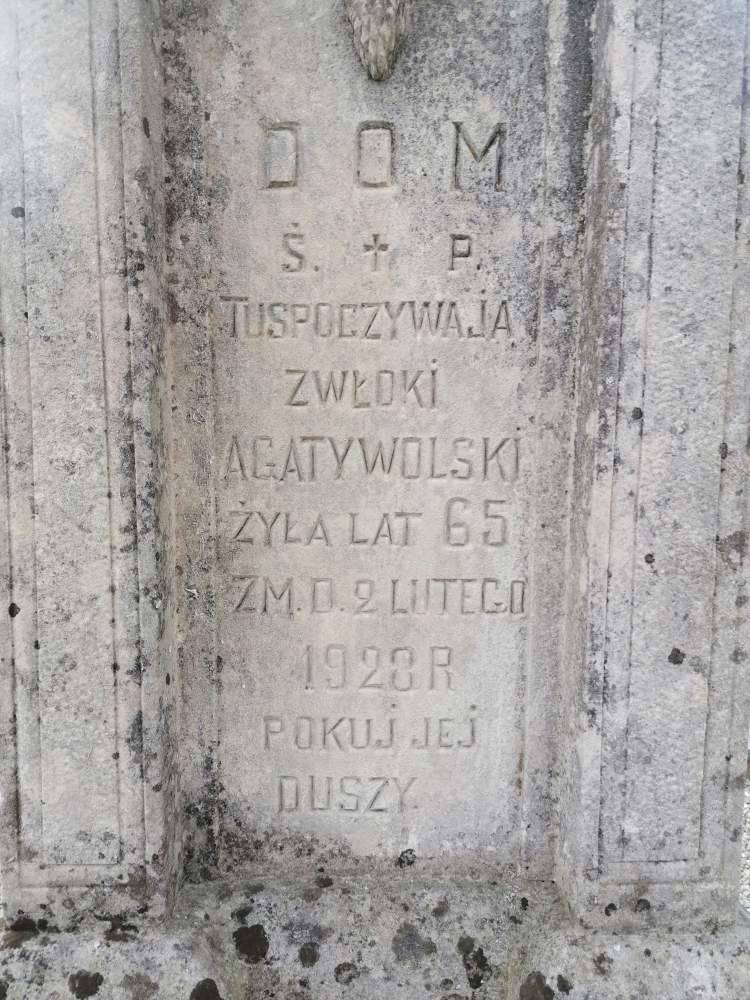 D O M
Ś. † P.
TUSPOCZYWAJĄ
ZWŁOKI
AGATYWOLSKI
ŻYŁA LAT 65
ZM. D. 2 LUTEGO
1928 R
POKUJ JEJ
DUSZY.